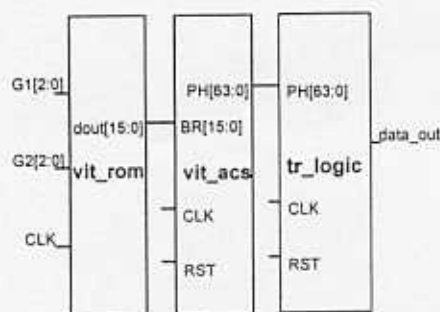 G1[2:0]
PH[63:0]
PH[63:0]
dout[15:0]
BR[15:0]
data_out
G2[2:0]
vit_rom
vit_acs
tr_logic
CLK
CLK
CLK
RST
RST